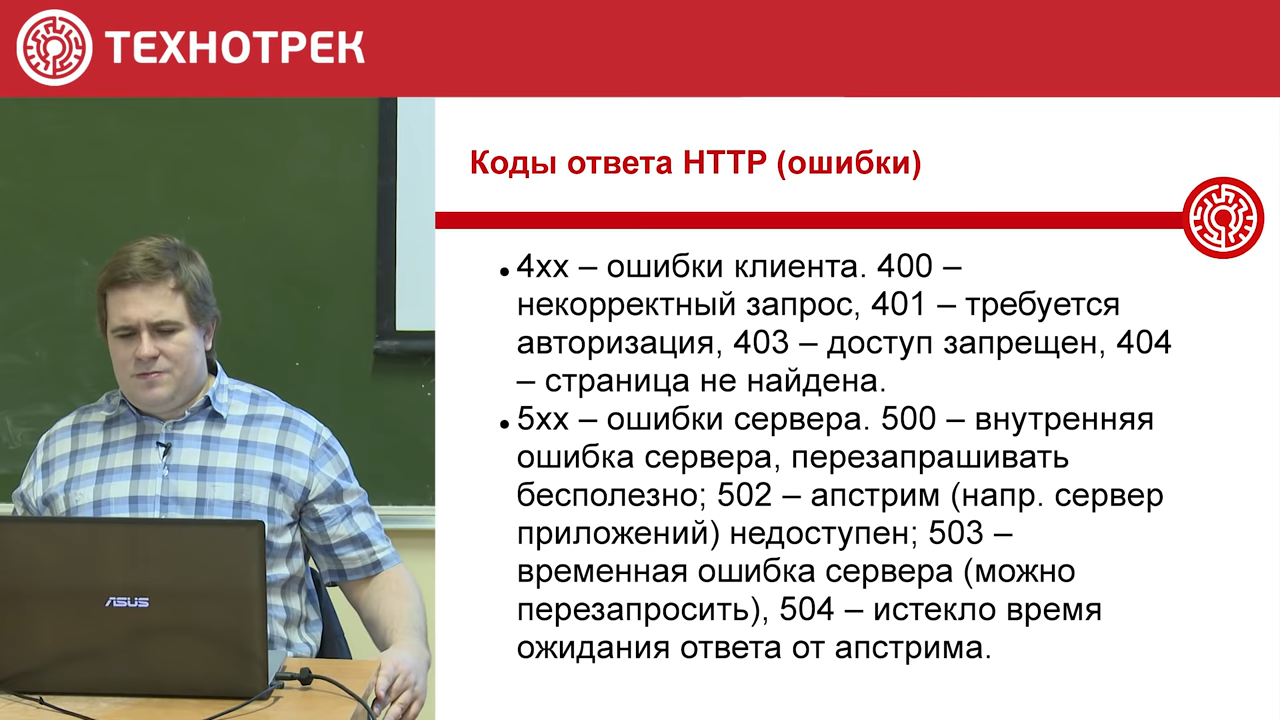 ТЕХНОТРЕК
Коды ответа HTTP (ошибки)
• 4xx – ошибки клиента. 400 –
некорректный запрос, 401 – требуется
авторизация, 403 – доступ запрещен, 404
– страница не найдена.
• 5xx – ошибки сервера. 500 – внутренняя
ошибка сервера, перезапрашивать
бесполезно; 502 – апстрим (напр. сервер
приложений) недоступен; 503 –
временная ошибка сервера (можно
перезапросить), 504 – истекло время
ожидания ответа от апстрима.
ASUS